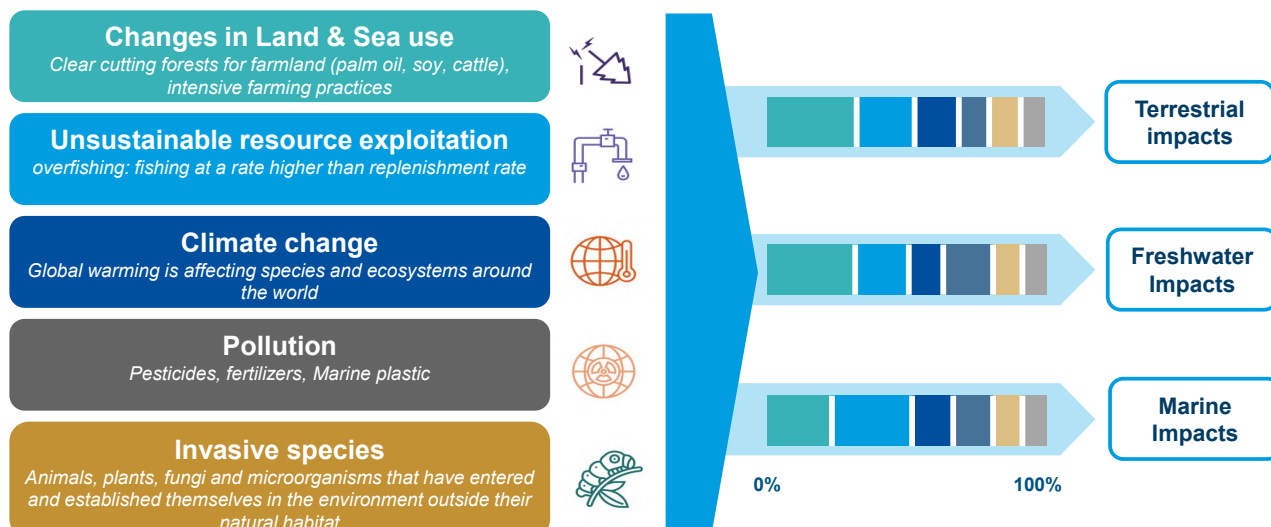 Changes in Land & Sea use
Clear cutting forests for farmland (palm oil, soy, cattle),
intensive farming practices
Unsustainable resource exploitation
overfishing: fishing at a rate higher than replenishment rate
Climate change
Global warming is affecting species and ecosystems around
the world
Pollution
Pesticides, fertilizers, Marine plastic
Invasive species
Animals, plants, fungi and microorganisms that have entered
and established themselves in the environment outside their
natural habitat
Terrestrial
impacts
Freshwater
Impacts
Marine
Impacts
0%
100%